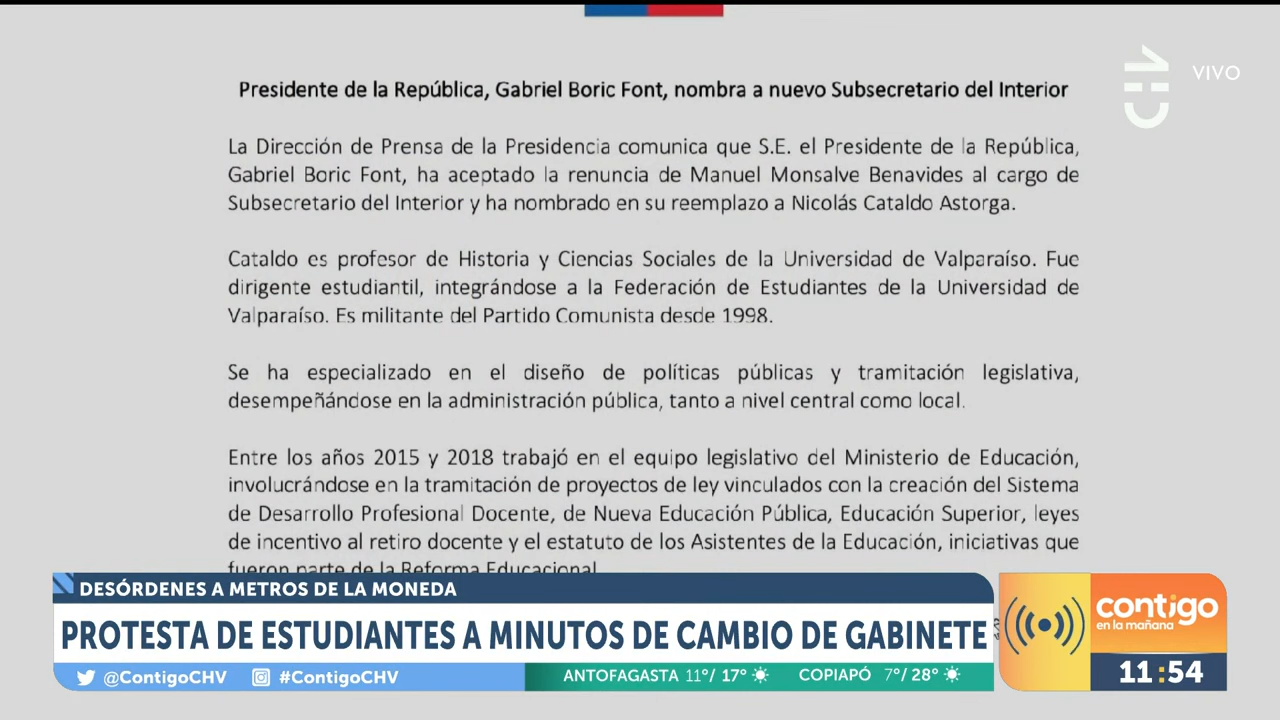 CHV
VIVO
Presidente de la República, Gabriel Boric Font, nombra a nuevo Subsecretario del Interior
La Dirección de Prensa de la Presidencia comunica que S.E. el Presidente de la República,
Gabriel Boric Font, ha aceptado la renuncia de Manuel Monsalve Benavides al cargo de
Subsecretario del Interior y ha nombrado en su reemplazo a Nicolás Cataldo Astorga.
Cataldo es profesor de Historia y Ciencias Sociales de la Universidad de Valparaíso. Fue
dirigente estudiantil, integrándose a la Federación de Estudiantes de la Universidad de
Valparaíso. Es militante del Partido Comunista desde 1998.
Se ha especializado en el diseño de políticas públicas y tramitación legislativa,
desempeñándose en la administración pública, tanto a nivel central como local.
Entre los años 2015 y 2018 trabajó en el equipo legislativo del Ministerio de Educación,
involucrándose en la tramitación de proyectos de ley vinculados con la creación del Sistema
de Desarrollo Profesional Docente, de Nueva Educación Pública, Educación Superior, leyes
de incentivo al retiro docente y el estatuto de los Asistentes de la Educación, iniciativas que
fueron parte de la Reforma Educacional
DESÓRDENES A METROS DE LA MONEDA
PROTESTA DE ESTUDIANTES A MINUTOS DE CAMBIO DE GABINETE
@ContigoCHV #ContigoCHV ANTOFAGASTA 11°/ 17° COPIAPÓ 7°/ 28°
contigo
en la mañana
11:54